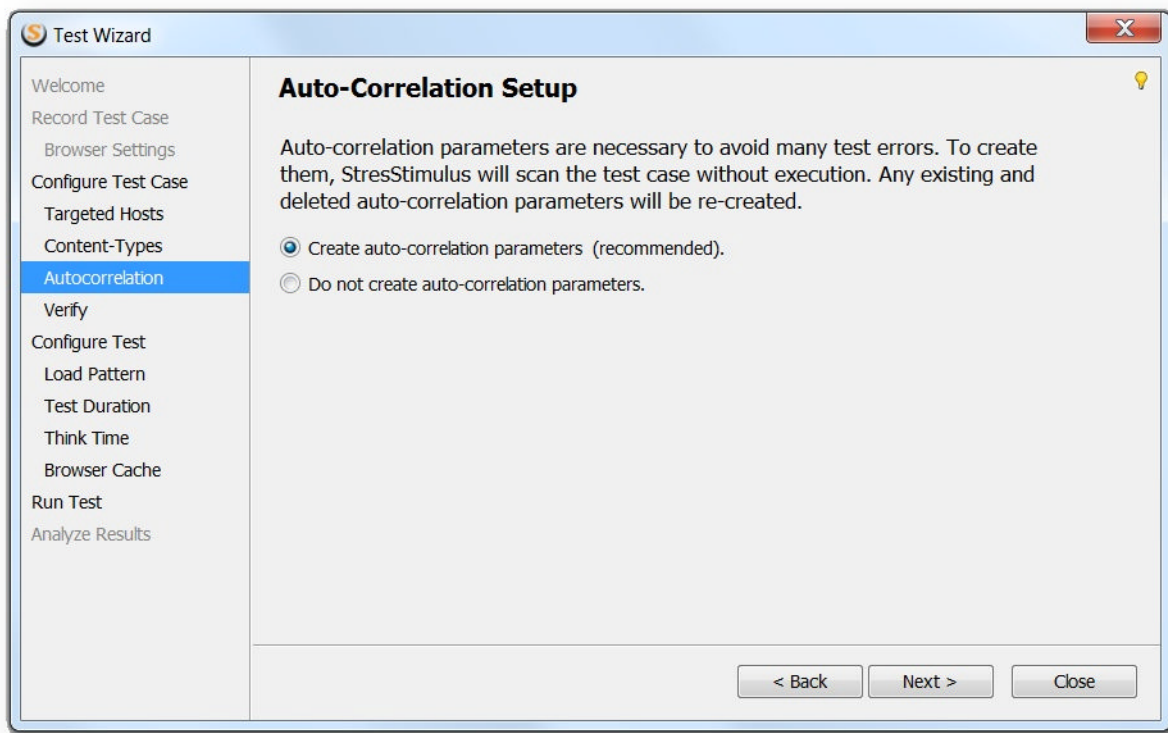 Test Wizard
X
Welcome
Record Test Case
Browser Settings
Configure Test Case
Targeted Hosts
Content-Types
Autocorrelation
Verify
Configure Test
Load Pattern
Test Duration
Think Time
Browser Cache
Run Test
Analyze Results
Auto-Correlation Setup
Auto-correlation parameters are necessary to avoid many test errors. To create
them, StresStimulus will scan the test case without execution. Any existing and
deleted auto-correlation parameters will be re-created.
Create auto-correlation parameters (recommended).
Do not create auto-correlation parameters.
< Back Next > Close